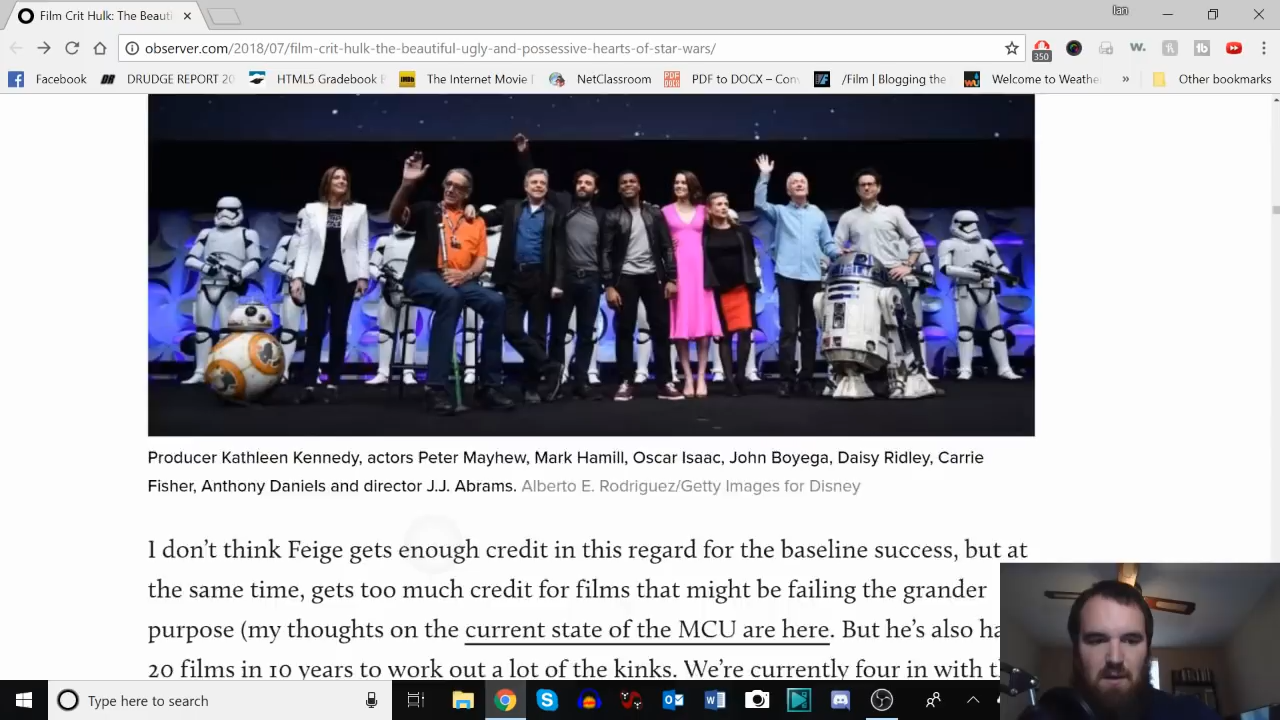 Film Crit Hulk: The Beauti
Ian
observer.com/2018/07/film-crit-hulk-the-beautiful-ugly-and-possessive-hearts-of-star-wars/
350
Facebook DRUDGE REPORT 20 HTML5 Gradebook The Internet Movie NetClassroom PDF to DOCX – Con /Film | Blogging the Welcome to Weathe » Other bookmarks
Producer Kathleen Kennedy, actors Peter Mayhew, Mark Hamill, Oscar Isaac, John Boyega, Daisy Ridley, Carrie
Fisher, Anthony Daniels and director J.J. Abrams. Alberto E. Rodriguez/Getty Images for Disney
I don't think Feige gets enough credit in this regard for the baseline success, but at
the same time, gets too much credit for films that might be failing the grander
purpose (my thoughts on the current state of the MCU are here. But he's also ha
20 films in 10 years to work out a lot of the kinks. We're currently four in with t
Type here to search